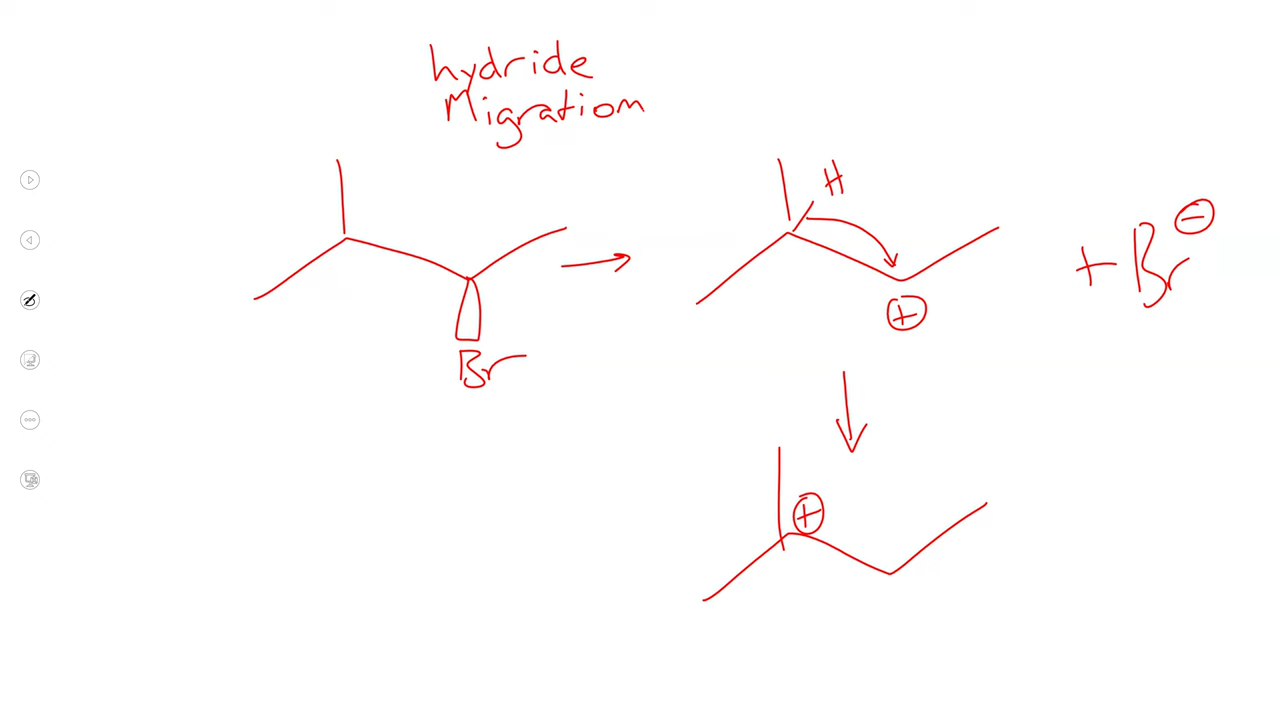 hydride
Migration
H
+ Br ⊖
⊕
Br
⊕